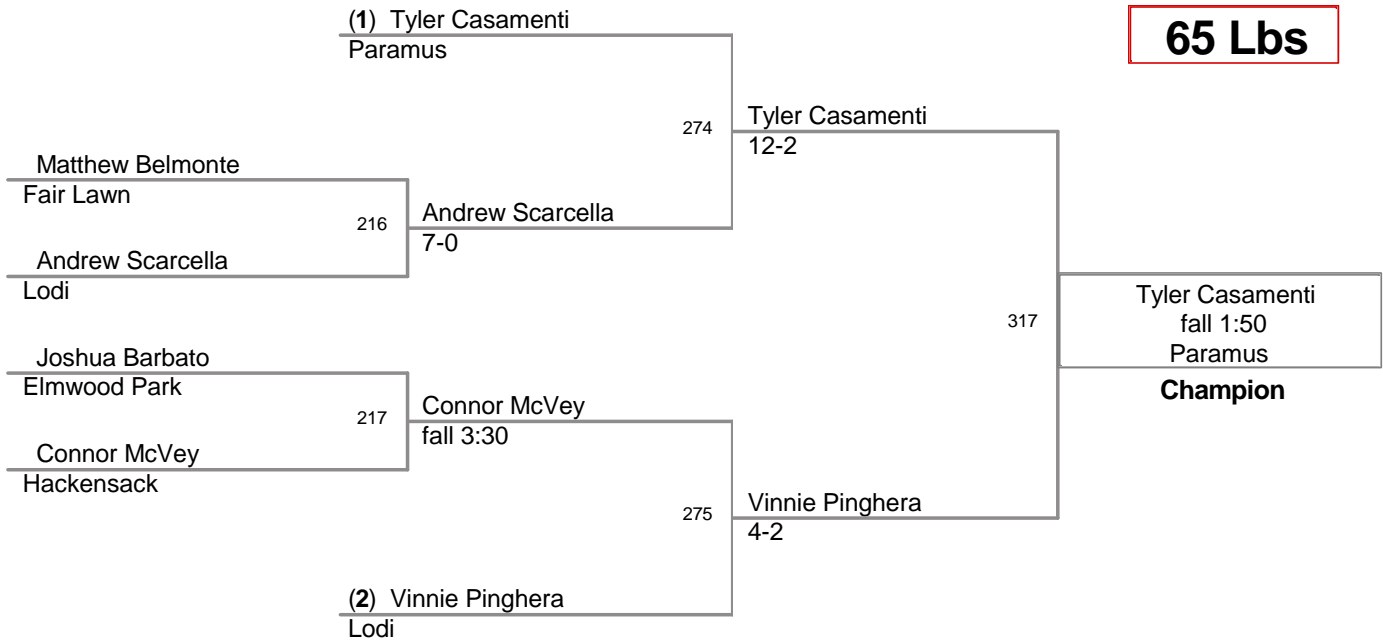 (1) Tyler Casamenti
Paramus
65 Lbs
274
Tyler Casamenti
12-2
Matthew Belmonte
Fair Lawn
216
Andrew Scarcella
7-0
Andrew Scarcella
Lodi
317
Tyler Casamenti
fall 1:50
Paramus
Champion
Joshua Barbato
Elmwood Park
217
Connor McVey
fall 3:30
Connor McVey
Hackensack
275
Vinnie Pinghera
4-2
(2) Vinnie Pinghera
Lodi